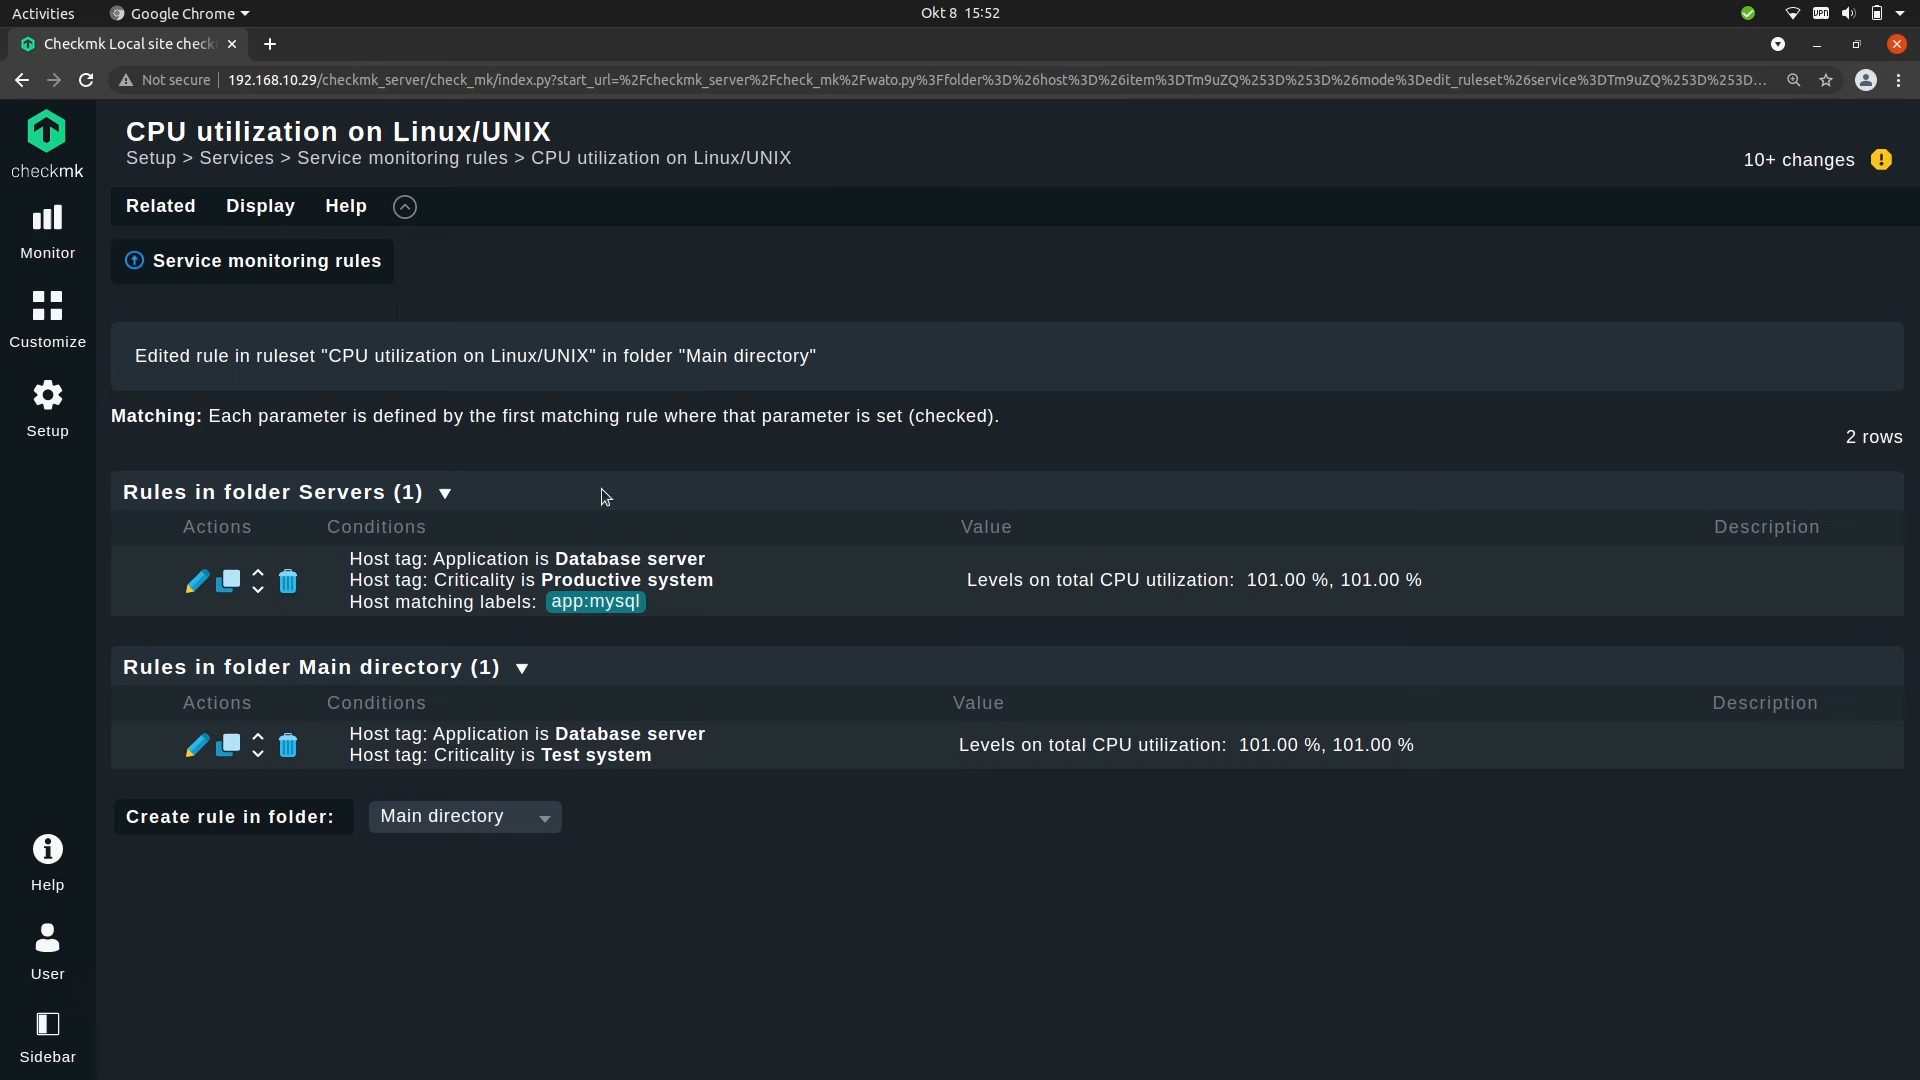 Activities
Google Chrome
Okt 8 15:52
VPN
Checkmk Local site check
Not secure
192.168.10.29/checkmk_server/check_mk/index.py?start_url=%2Fcheckmk_server%2Fcheck_mk%2Fwato.py%3Ffolder%3D%26host%3D%26item%3DTm9uZQ%253D%253D%26mode%3Dedit_ruleset%26service%3DTm9uZQ%253D%253D...
checkmk
Monitor
Customize
Setup
Help
User
Sidebar
CPU utilization on Linux/UNIX
Setup > Services > Service monitoring rules > CPU utilization on Linux/UNIX
10+ changes
Related Display Help
Service monitoring rules
Edited rule in ruleset "CPU utilization on Linux/UNIX" in folder "Main directory"
Matching: Each parameter is defined by the first matching rule where that parameter is set (checked).
2 rows
Rules in folder Servers (1)
Actions Conditions Value Description
Host tag: Application is Database server
Host tag: Criticality is Productive system
Host matching labels: app:mysql
Levels on total CPU utilization: 101.00 %, 101.00 %
Rules in folder Main directory (1)
Actions Conditions Value Description
Host tag: Application is Database server
Host tag: Criticality is Test system
Levels on total CPU utilization: 101.00 %, 101.00 %
Create rule in folder: Main directory